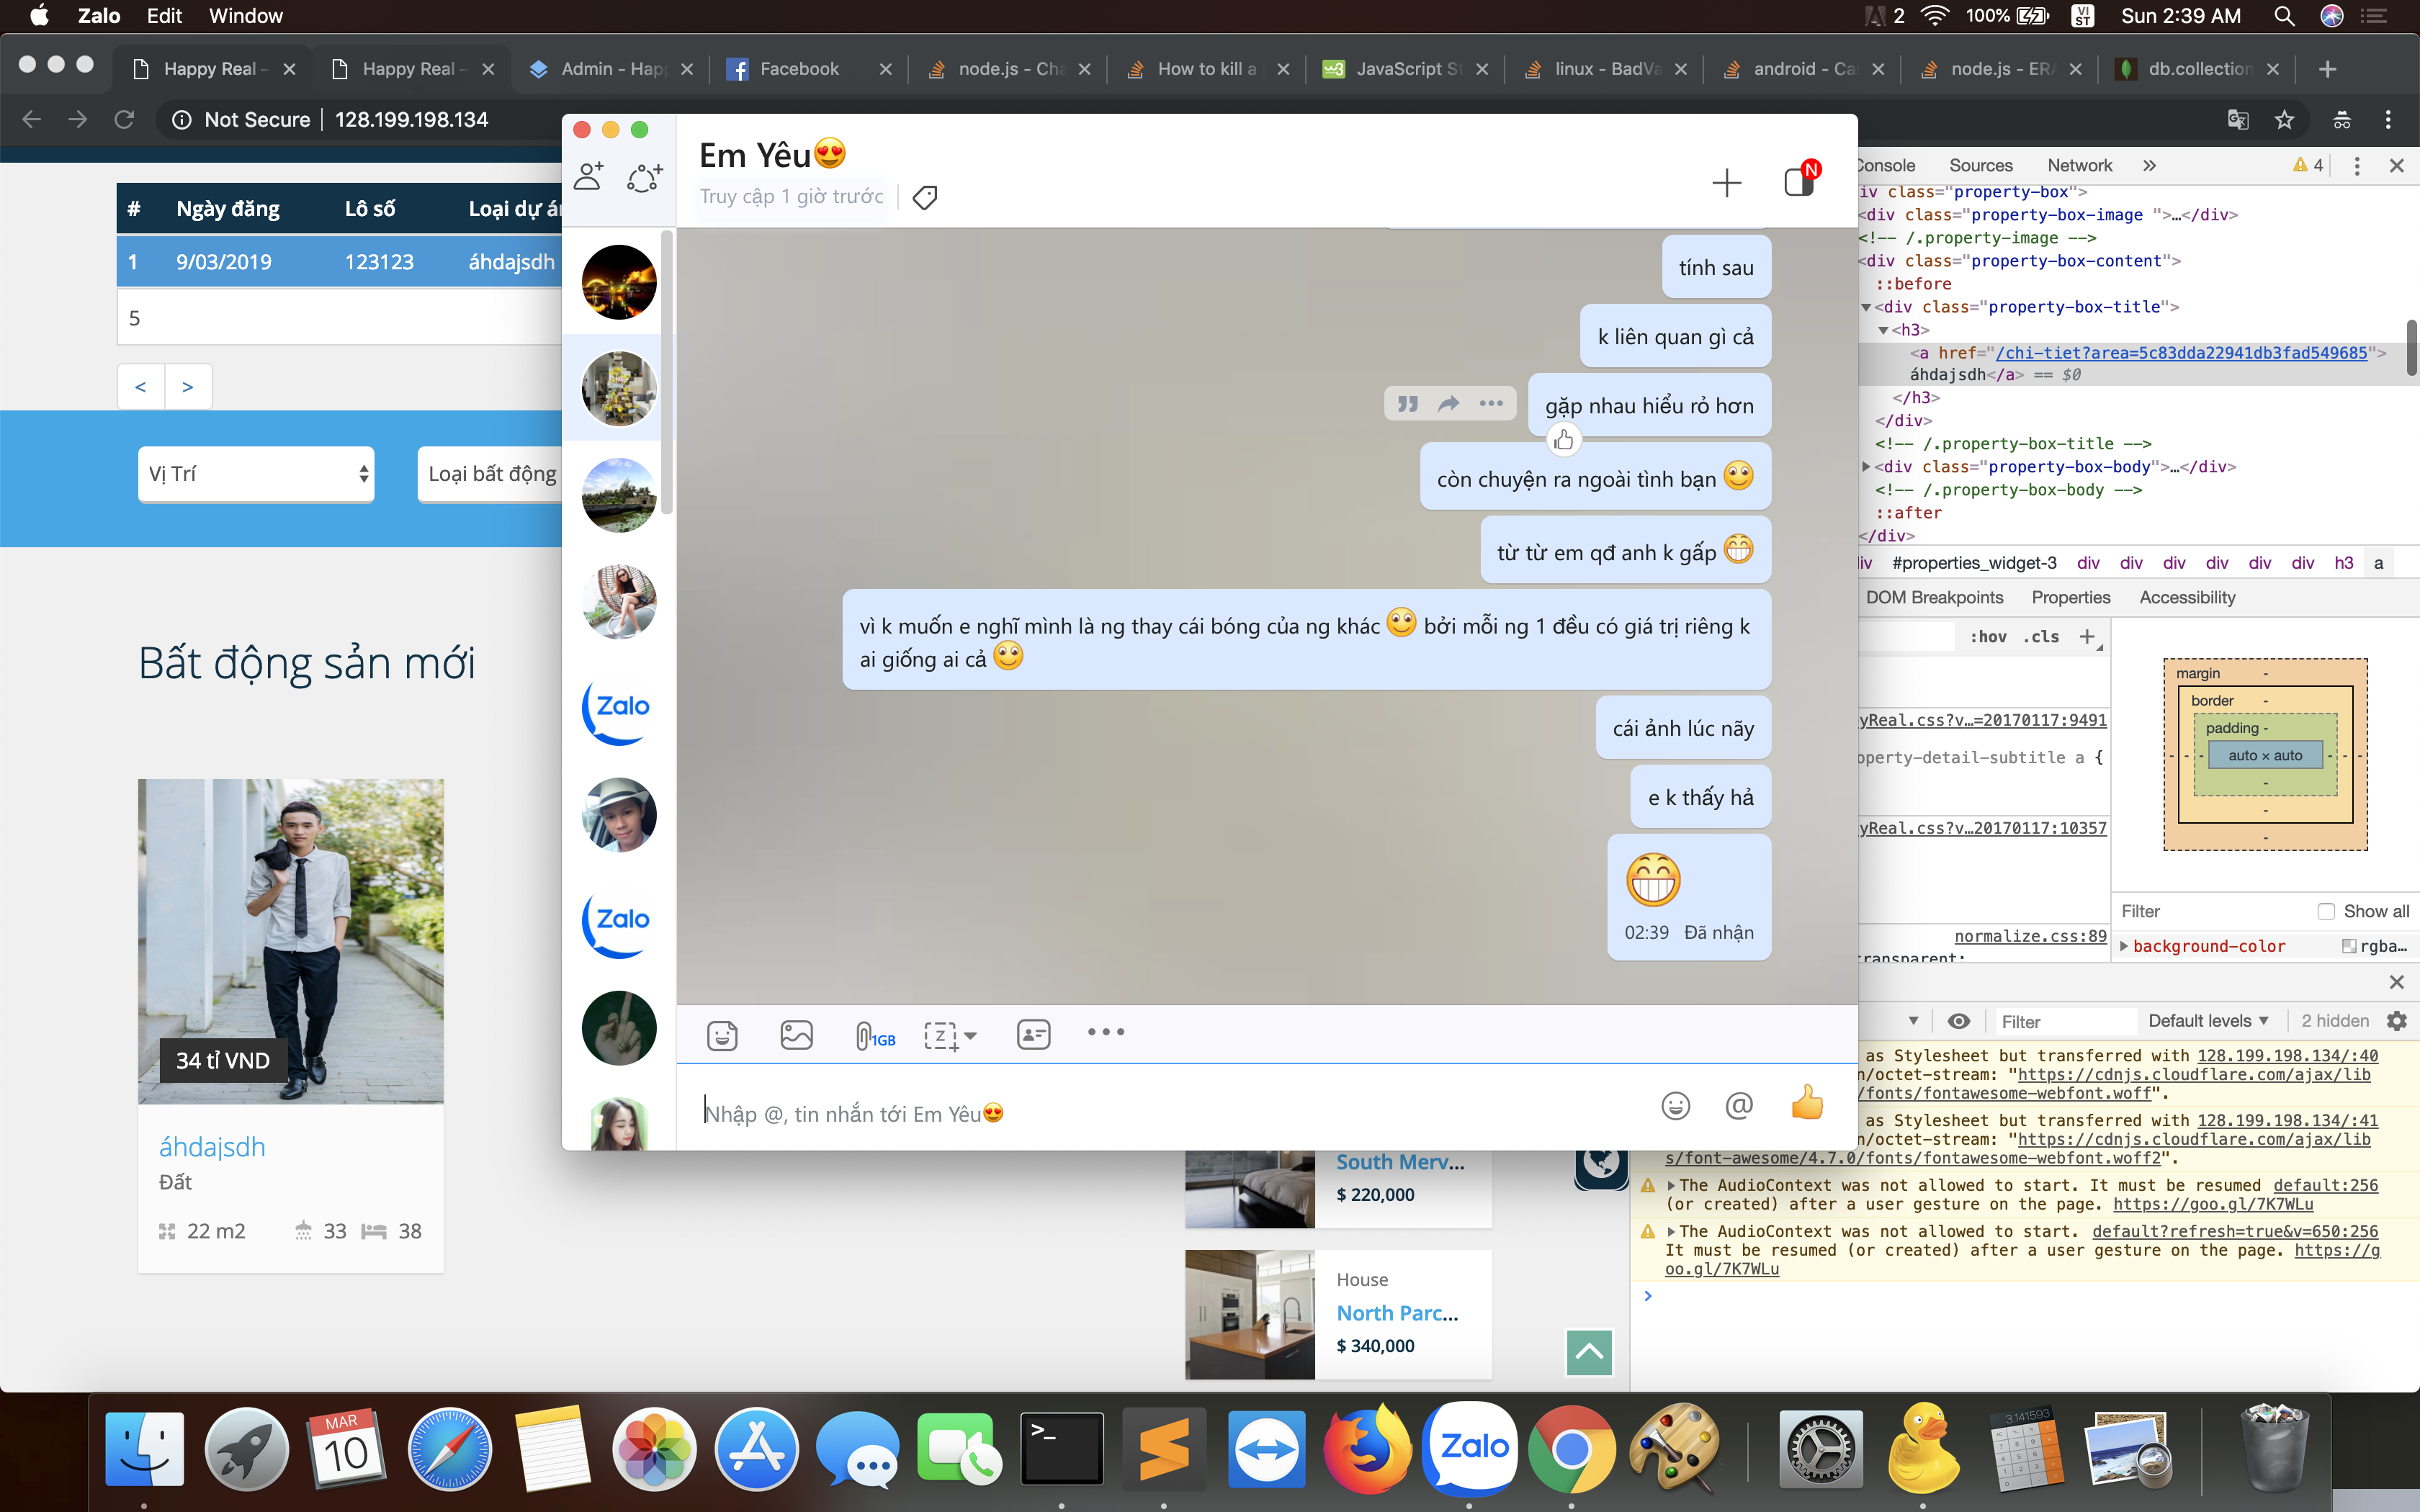 Zalo Edit Window
2 100% VI ST Sun 2:39 AM
Happy Real – Happy Real – Admin - Hap Facebook node.js - Cha How to kill a JavaScript St linux - BadVa android - Ca node.js - ER db.collection
Not Secure 128.199.198.134
# Ngày đăng Lô số Loại dự á
1 9/03/2019 123123 áhdajsdh
5
< >
Vị Trí
Loại bất động
Bất động sản mới
34 tỉ VND
áhdajsdh
Đất
22 m2 33 38
Em Yêu😍
Truy cập 1 giờ trước
N
Zalo
Zalo
tính sau
k liên quan gì cả
gặp nhau hiểu rỏ hơn
còn chuyện ra ngoài tình bạn 🙂
từ từ em qđ anh k gấp 😁
vì k muốn e nghĩ mình là ng thay cái bóng của ng khác 🙂 bởi mỗi ng 1 đều có giá trị riêng k
ai giống ai cả 🙂
cái ảnh lúc nãy
e k thấy hả
😁
02:39 Đã nhận
1GB
Z
Nhập @, tin nhắn tới Em Yêu😍
@
South Merv...
$ 220,000
House
North Parc...
$ 340,000
Console Sources Network » 4
iv class="property-box">
<div class="property-box-image ">…</div>
<!-- /.property-image -->
<div class="property-box-content">
::before
<div class="property-box-title">
<h3>
<a href="/chi-tiet?area=5c83dda22941db3fad549685">
áhdajsdh</a> == $0
</h3>
</div>
<!-- /.property-box-title -->
<div class="property-box-body">…</div>
<!-- /.property-box-body -->
::after
</div>
iv #properties_widget-3 div div div div div div h3 a
DOM Breakpoints Properties Accessibility
:hov .cls +
yReal.css?v…=20170117:9491
operty-detail-subtitle a {
yReal.css?v…20170117:10357
normalize.css:89
transparent;
margin -
border -
padding -
auto × auto
Filter Show all
background-color rgba…
Filter Default levels 2 hidden
as Stylesheet but transferred with 128.199.198.134/:40
n/octet-stream: "https://cdnjs.cloudflare.com/ajax/lib
/fonts/fontawesome-webfont.woff".
as Stylesheet but transferred with 128.199.198.134/:41
n/octet-stream: "https://cdnjs.cloudflare.com/ajax/lib
s/font-awesome/4.7.0/fonts/fontawesome-webfont.woff2".
The AudioContext was not allowed to start. It must be resumed default:256
(or created) after a user gesture on the page. https://goo.gl/7K7WLu
The AudioContext was not allowed to start. default?refresh=true&v=650:256
It must be resumed (or created) after a user gesture on the page. https://g
oo.gl/7K7WLu
>
MAR
10
>_
Zalo
3.141593